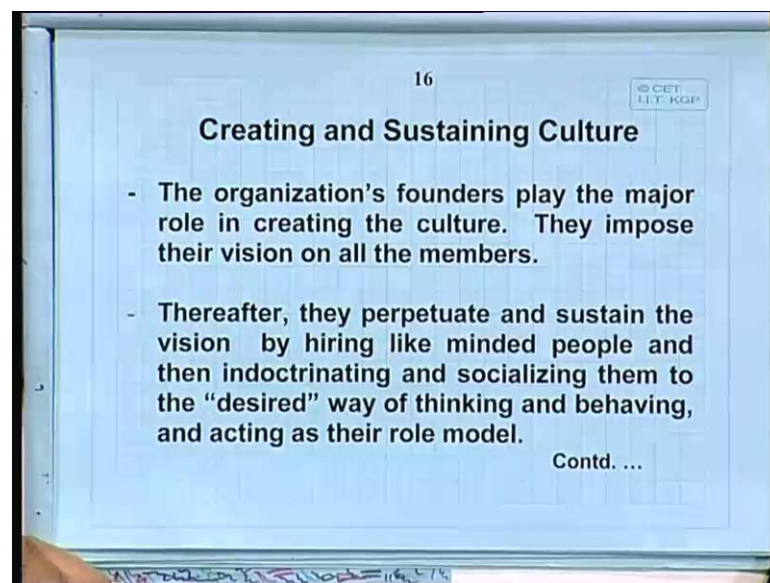 16
© CET
I.I.T. KGP
Creating and Sustaining Culture
- The organization's founders play the major
role in creating the culture. They impose
their vision on all the members.
- Thereafter, they perpetuate and sustain the
vision by hiring like minded people and
then indoctrinating and socializing them to
the “desired” way of thinking and behaving,
and acting as their role model.
Contd. ...